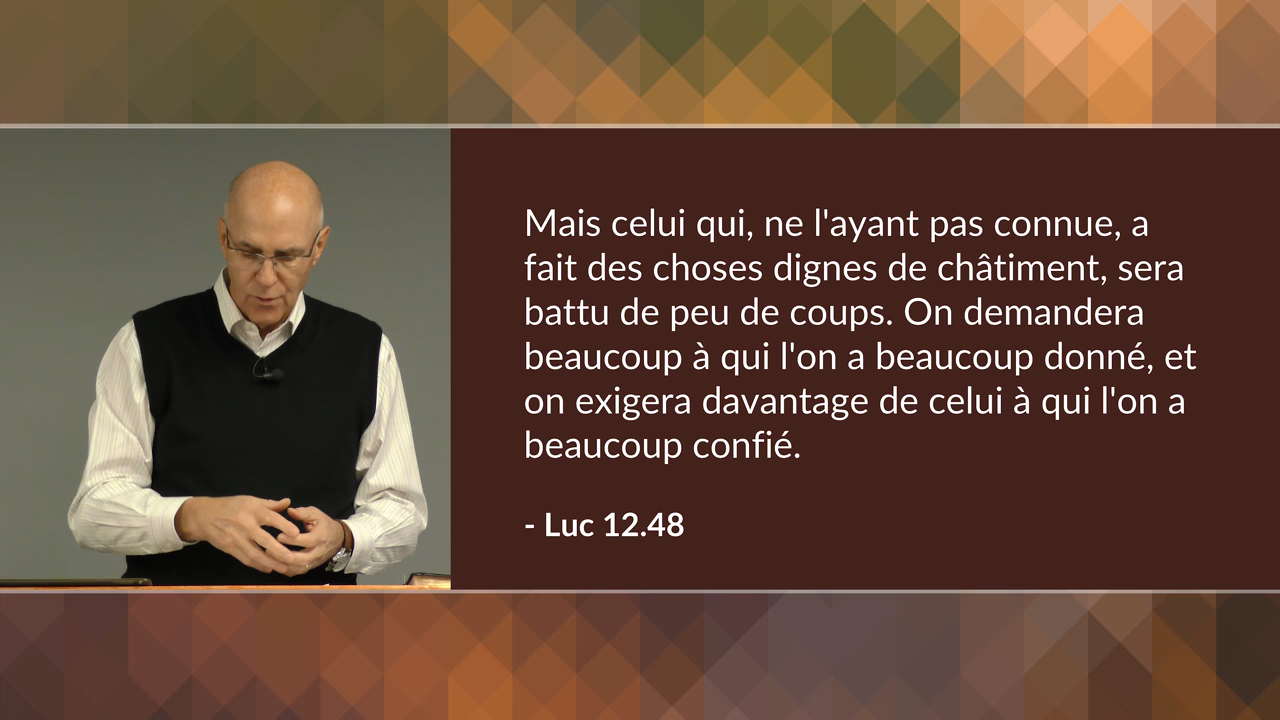 Mais celui qui, ne l'ayant pas connue, a
fait des choses dignes de châtiment, sera
battu de peu de coups. On demandera
beaucoup à qui l'on a beaucoup donné, et
on exigera davantage de celui à qui l'on a
beaucoup confié.
- Luc 12.48